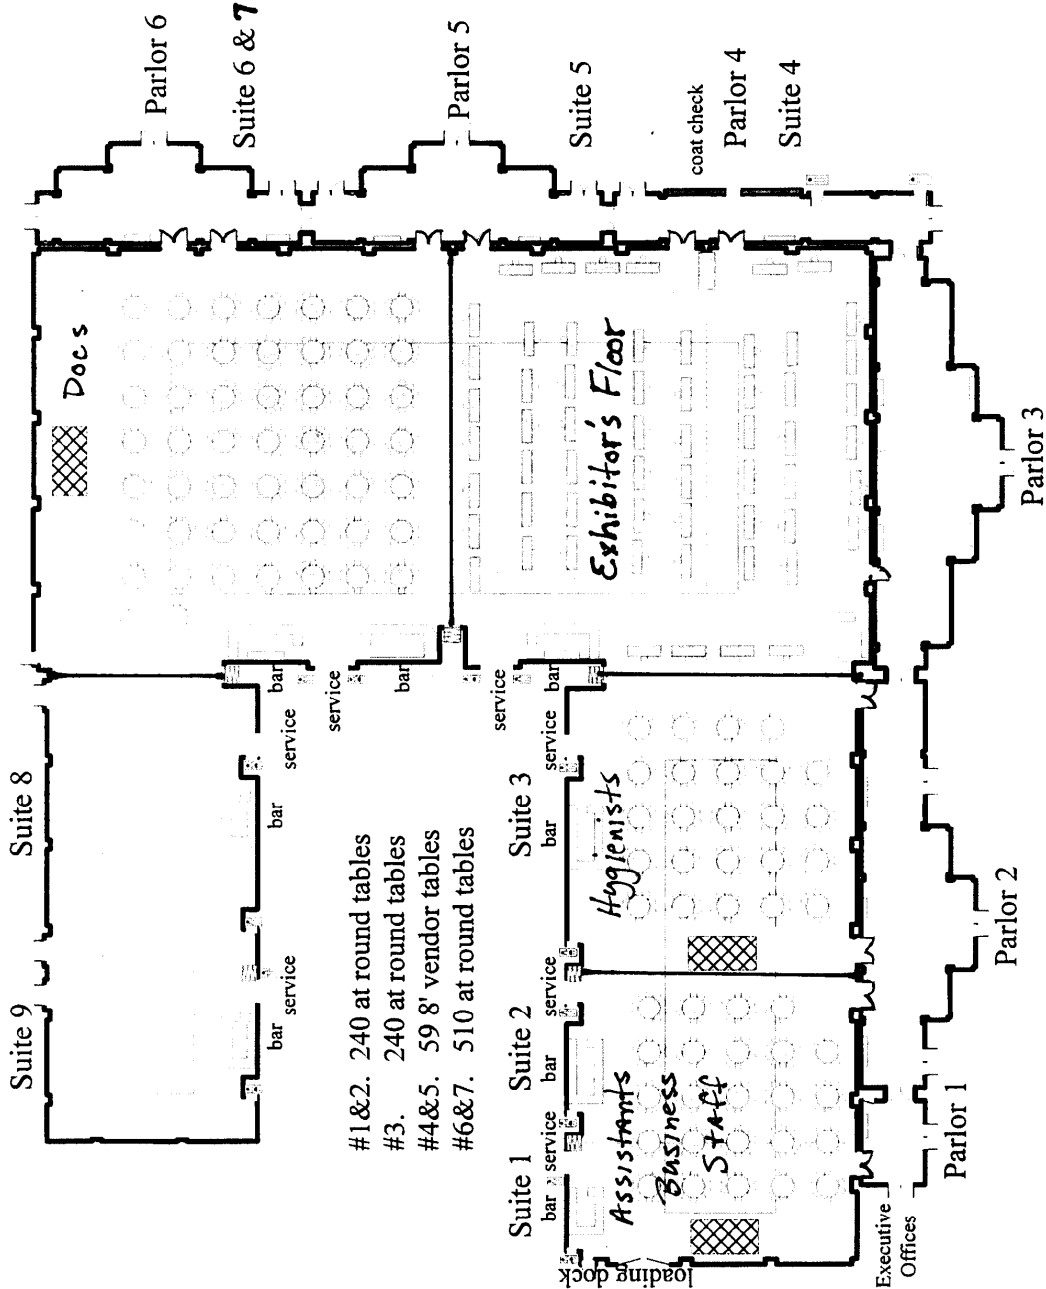 Parlor 6
Suite 6 & 7
Parlor 5
Suite 5
coat check
Parlor 4
Suite 4
Docs
Exhibitor's Floor
Parlor 3
bar
service
service
bar
service
bar
service
Suite 8
bar
Suite 9
service
bar
Suite 3
service
bar
Hygienists
Parlor 2
#1&2. 240 at round tables
#3. 240 at round tables
#4&5. 59 8' vendor tables
#6&7. 510 at round tables
Suite 2
service
bar
Suite 1
service
bar
Assistants
Business
Staff
Parlor 1
Executive
Offices
loading dock